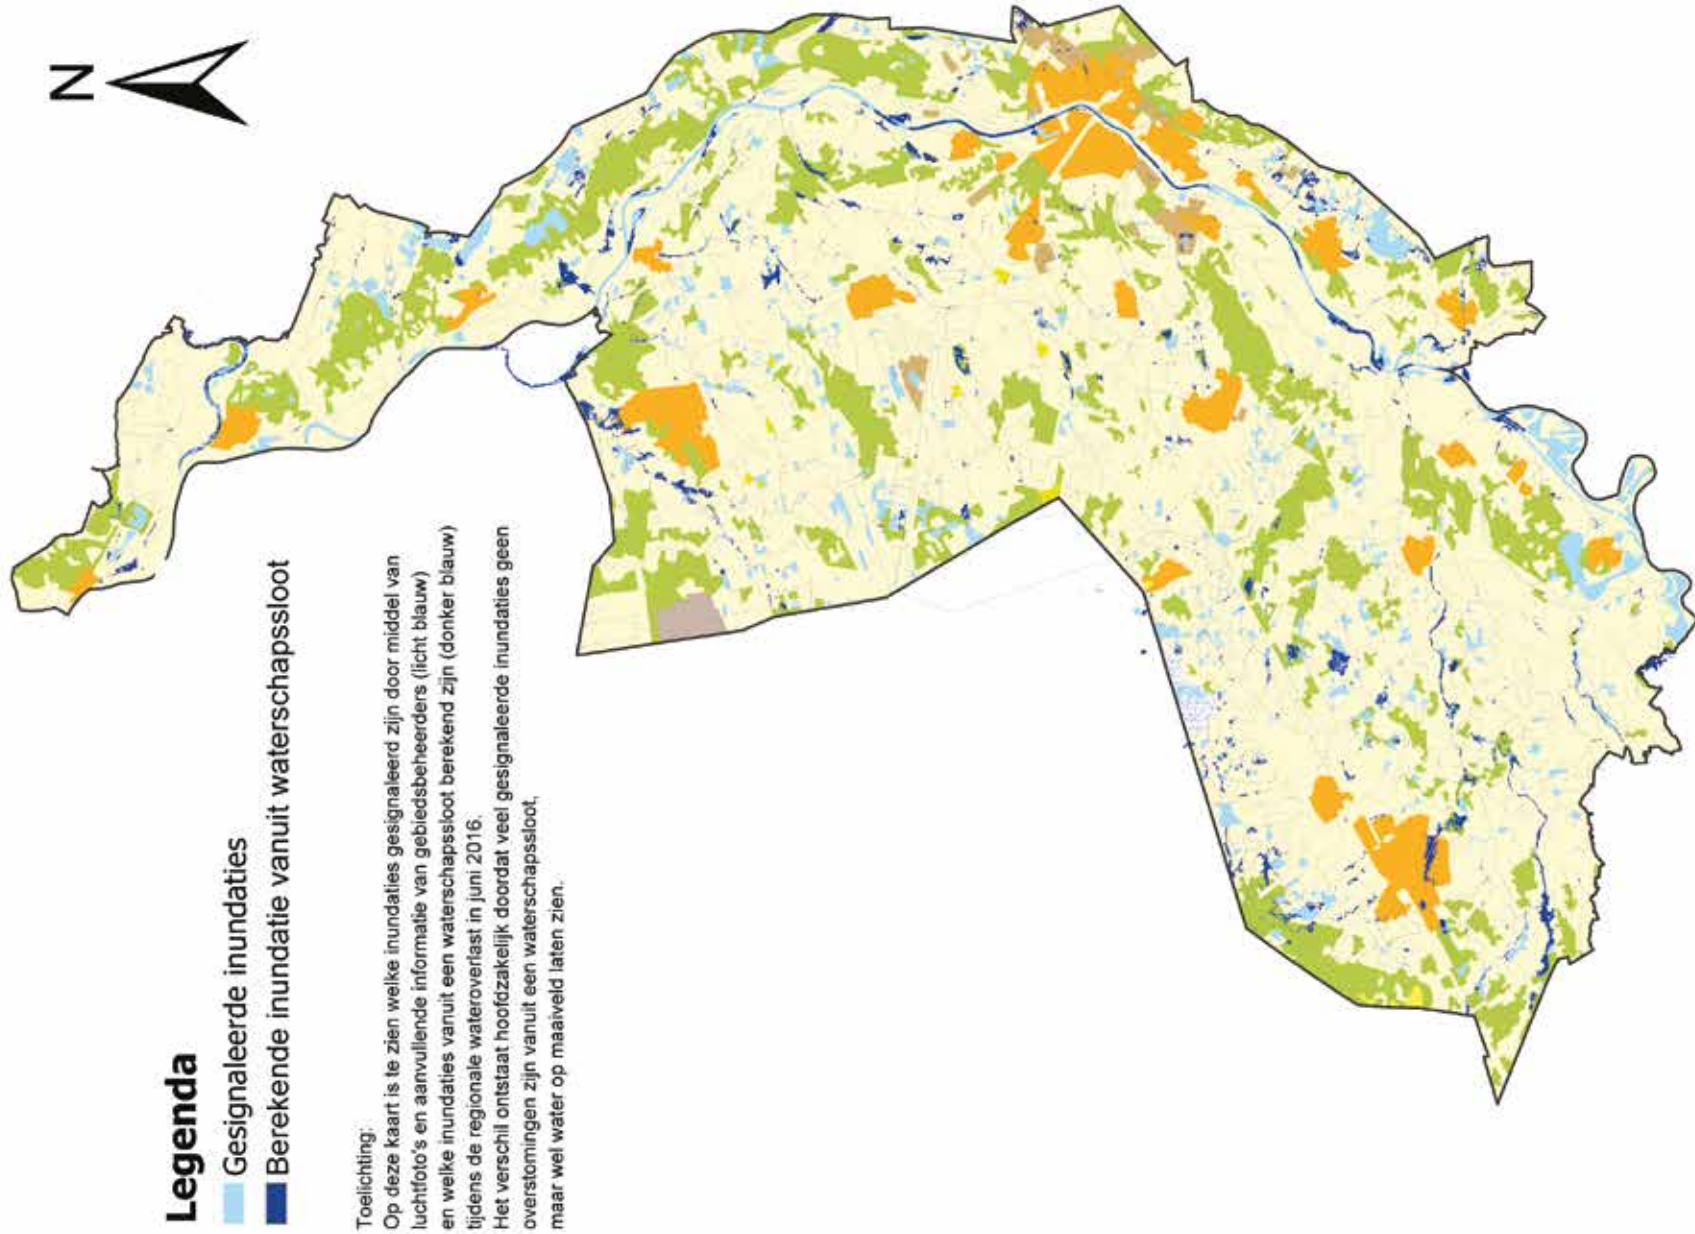 N
Legenda
Gesignaleerde inundaties
Berekende inundatie vanuit waterschapssloot
Toelichting:
Op deze kaart is te zien welke inundaties gesignaleerd zijn door middel van
luchtfoto's en aanvullende informatie van gebiedsbeheerders (licht blauw)
en welke inundaties vanuit een waterschapssloot berekend zijn (donker blauw)
tijdens de regionale wateroverlast in juni 2016.
Het verschil ontstaat hoofdzakelijk doordat veel gesignaleerde inundaties geen
overstomingen zijn vanuit een waterschapssloot,
maar wel water op maaiveld laten zien.